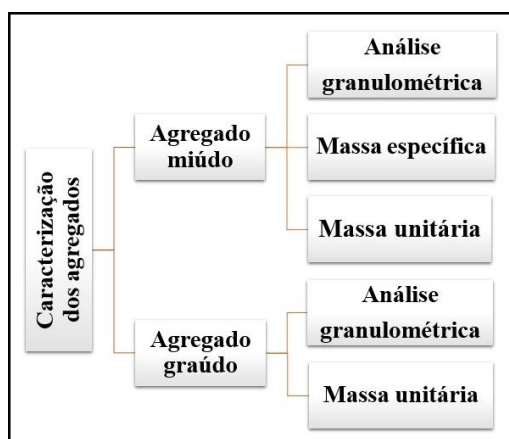 Caracterização
dos agregados
Agregado
miúdo
Análise
granulométrica
Massa específica
Massa unitária
Agregado
graúdo
Análise
granulométrica
Massa unitária